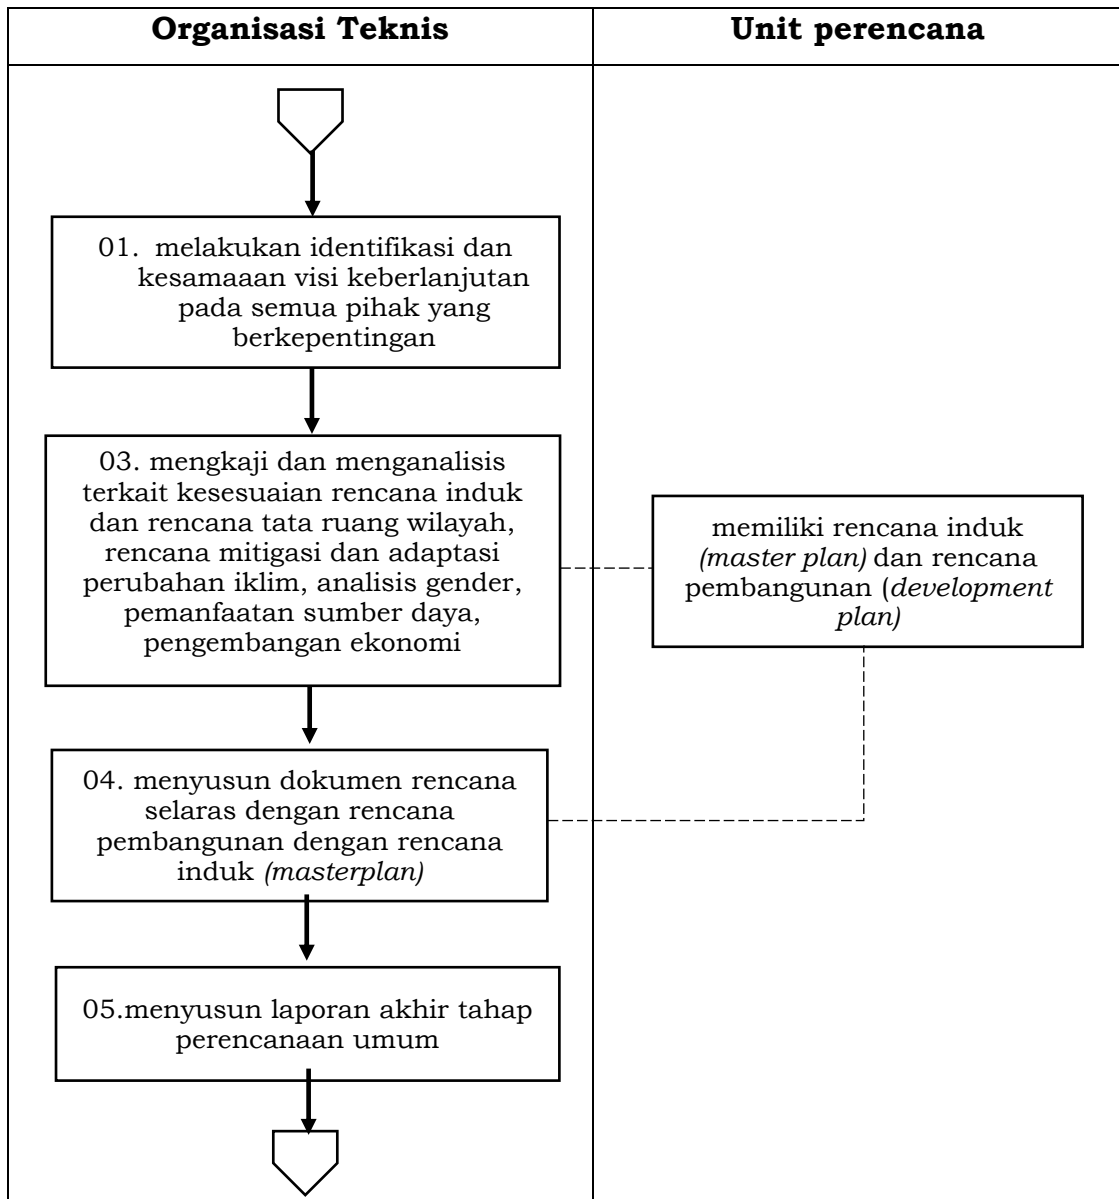 Organisasi Teknis
Unit perencana
01. melakukan identifikasi dan
kesamaaan visi keberlanjutan
pada semua pihak yang
berkepentingan
03. mengkaji dan menganalisis
terkait kesesuaian rencana induk
dan rencana tata ruang wilayah,
rencana mitigasi dan adaptasi
perubahan iklim, analisis gender,
pemanfaatan sumber daya,
pengembangan ekonomi
memiliki rencana induk
(master plan) dan rencana
pembangunan (development
plan)
04. menyusun dokumen rencana
selaras dengan rencana
pembangunan dengan rencana
induk (masterplan)
05.menyusun laporan akhir tahap
perencanaan umum